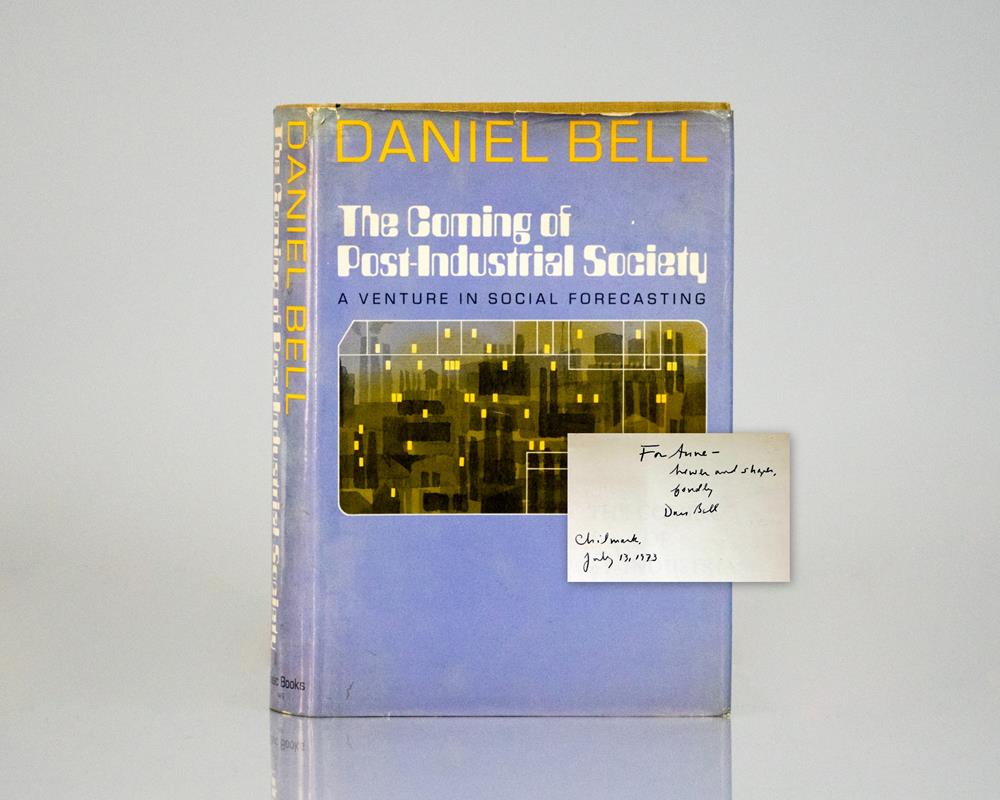 DANIEL BELL
The Coming of
Post-Industrial Society
A VENTURE IN SOCIAL FORECASTING
DANIEL BELL
The Coming of Post-Industrial Society
Books
For Anne—
and
fondly
Dan Bell
Chilmark,
July 13, 1973